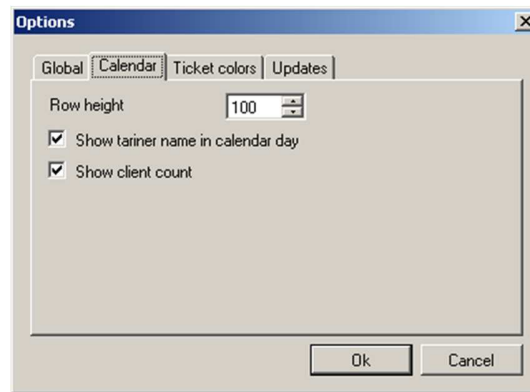 Options
Global Calendar Ticket colors Updates
Row height 100
Show tariner name in calendar day
Show client count
Ok Cancel